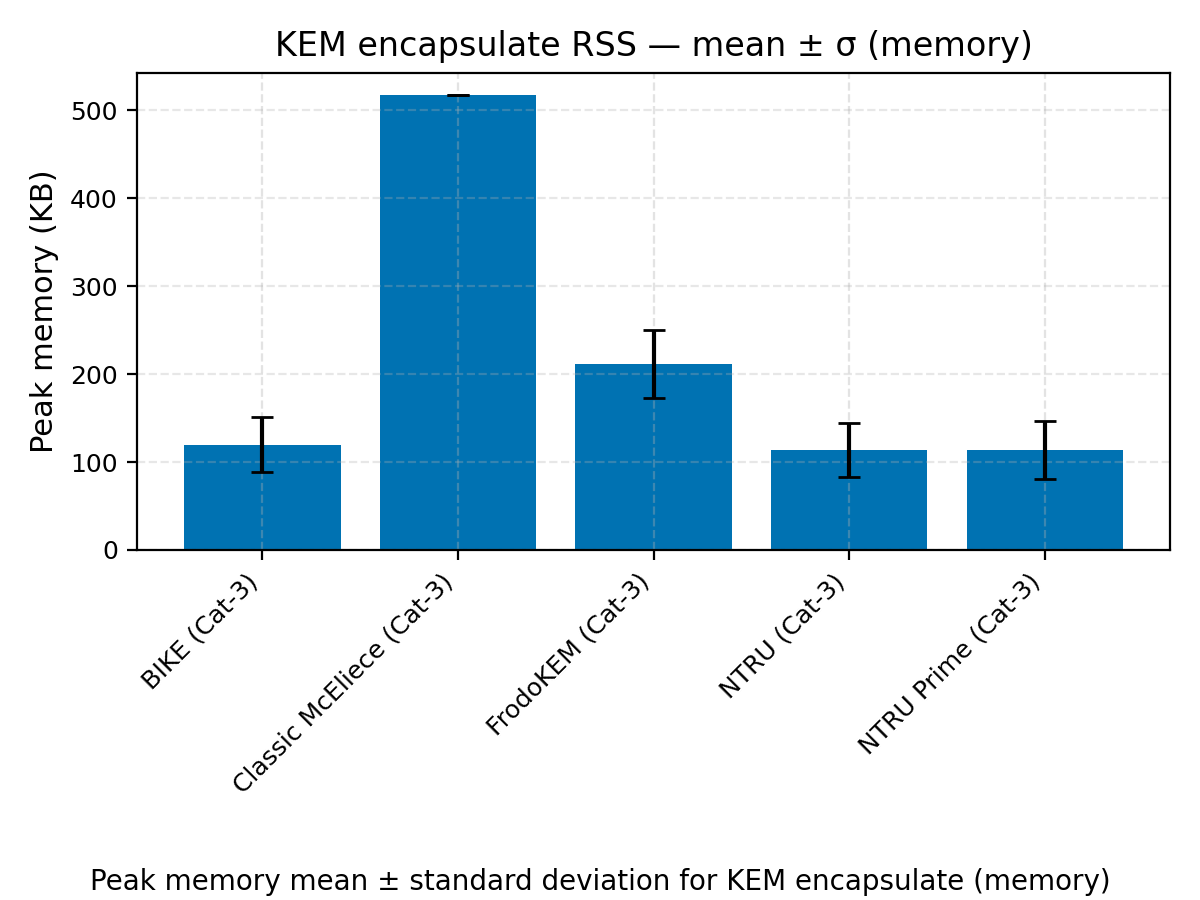 KEM encapsulate RSS — mean ± σ (memory)
Peak memory (KB)
500
400
300
200
100
0
BIKE (Cat-3)
Classic McEliece (Cat-3)
FrodoKEM (Cat-3)
NTRU (Cat-3)
NTRU Prime (Cat-3)
Peak memory mean ± standard deviation for KEM encapsulate (memory)